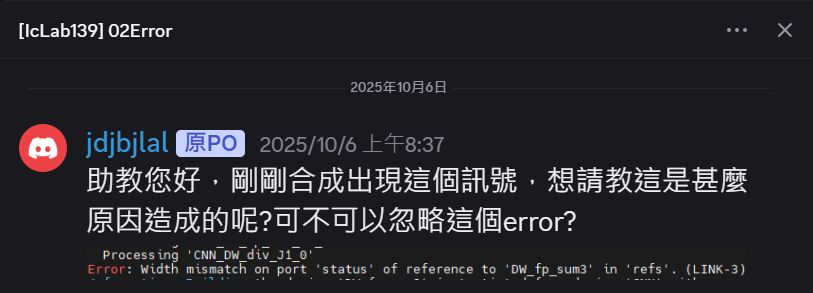 [IcLab139] 02Error
2025年10月6日
jdjbjlal 原PO 2025/10/6 上午8:37
助教您好，剛剛合成出現這個訊號，想請教這是甚麼
原因造成的呢?可不可以忽略這個error?
Processing 'CNN_DW_div_J1_0'
Error: Width mismatch on port 'status' of reference to 'DW_fp_sum3' in 'refs'. (LINK-3)